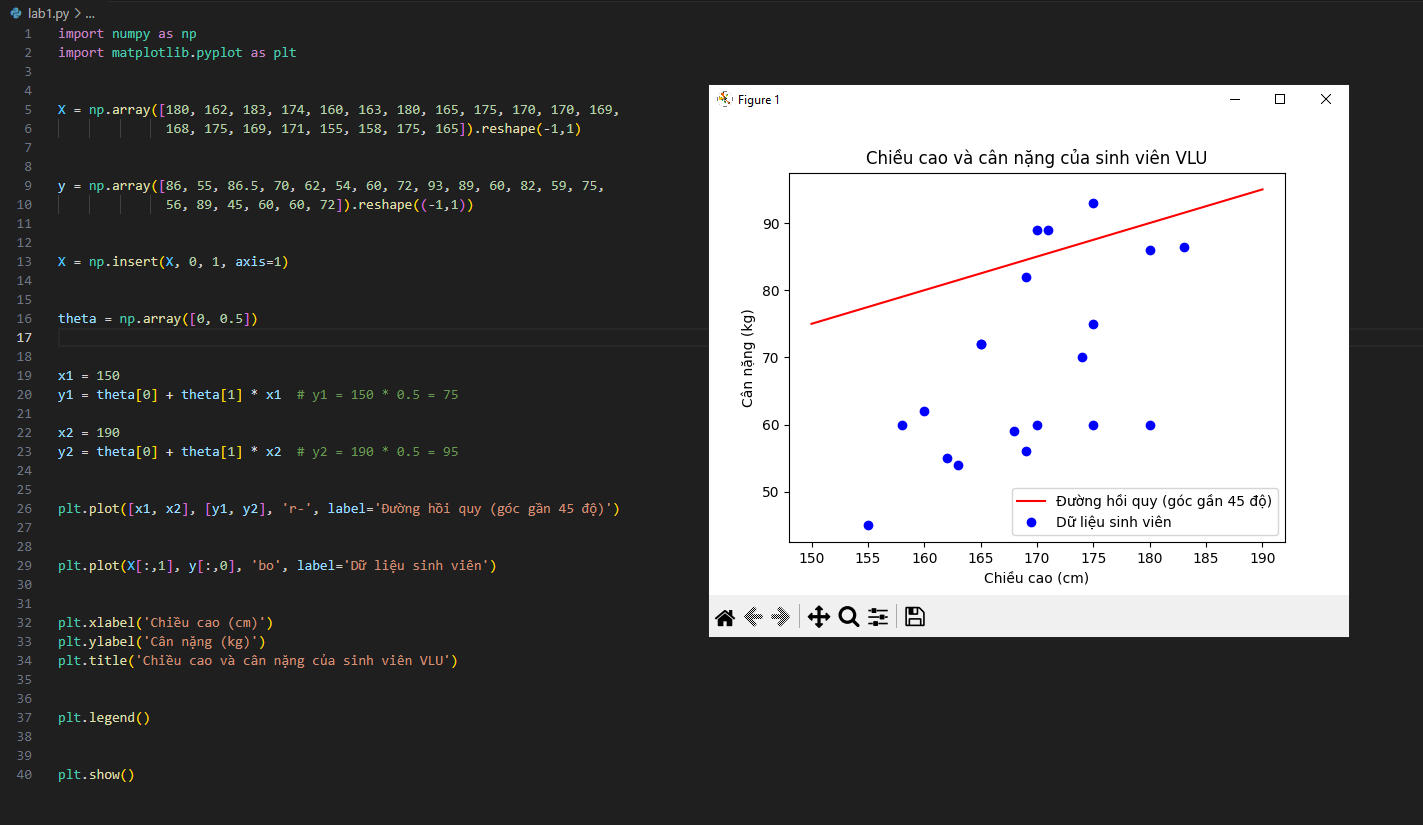 lab1.py > ...
1 import numpy as np
2 import matplotlib.pyplot as plt
3
4
5 X = np.array([180, 162, 183, 174, 160, 163, 180, 165, 175, 170, 170, 169,
6 168, 175, 169, 171, 155, 158, 175, 165]).reshape(-1,1)
7
8
9 y = np.array([86, 55, 86.5, 70, 62, 54, 60, 72, 93, 89, 60, 82, 59, 75,
10 56, 89, 45, 60, 60, 72]).reshape((-1,1))
11
12
13 X = np.insert(X, 0, 1, axis=1)
14
15
16 theta = np.array([0, 0.5])
17
18
19 x1 = 150
20 y1 = theta[0] + theta[1] * x1  # y1 = 150 * 0.5 = 75
21
22 x2 = 190
23 y2 = theta[0] + theta[1] * x2  # y2 = 190 * 0.5 = 95
24
25
26 plt.plot([x1, x2], [y1, y2], 'r-', label='Đường hồi quy (góc gần 45 độ)')
27
28
29 plt.plot(X[:,1], y[:,0], 'bo', label='Dữ liệu sinh viên')
30
31
32 plt.xlabel('Chiều cao (cm)')
33 plt.ylabel('Cân nặng (kg)')
34 plt.title('Chiều cao và cân nặng của sinh viên VLU')
35
36
37 plt.legend()
38
39
40 plt.show()
Figure 1
Chiều cao và cân nặng của sinh viên VLU
Cân nặng (kg)
90
80
70
60
50
Đường hồi quy (góc gần 45 độ)
Dữ liệu sinh viên
150 155 160 165 170 175 180 185 190
Chiều cao (cm)